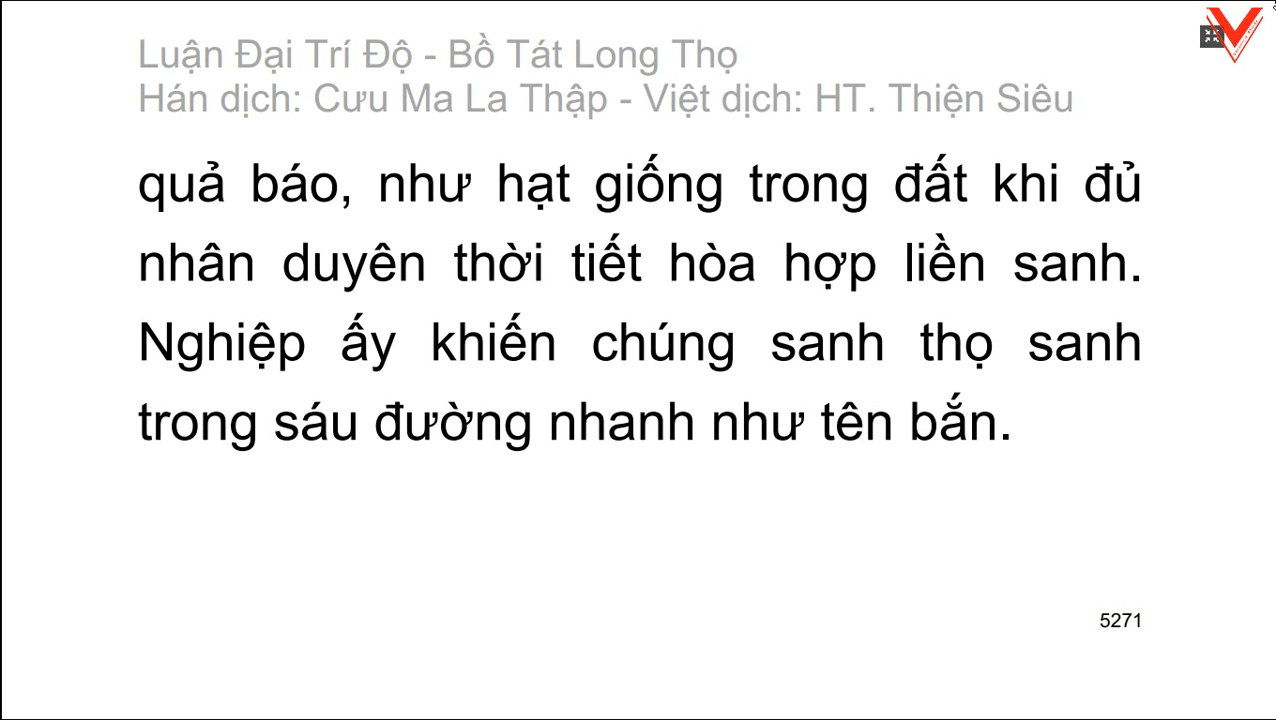 Luận Đại Trí Độ - Bồ Tát Long Thọ
Hán dịch: Cưu Ma La Thập - Việt dịch: HT. Thiện Siêu
quả báo, như hạt giống trong đất khi đủ
nhân duyên thời tiết hòa hợp liền sanh.
Nghiệp ấy khiến chúng sanh thọ sanh
trong sáu đường nhanh như tên bắn.
5271